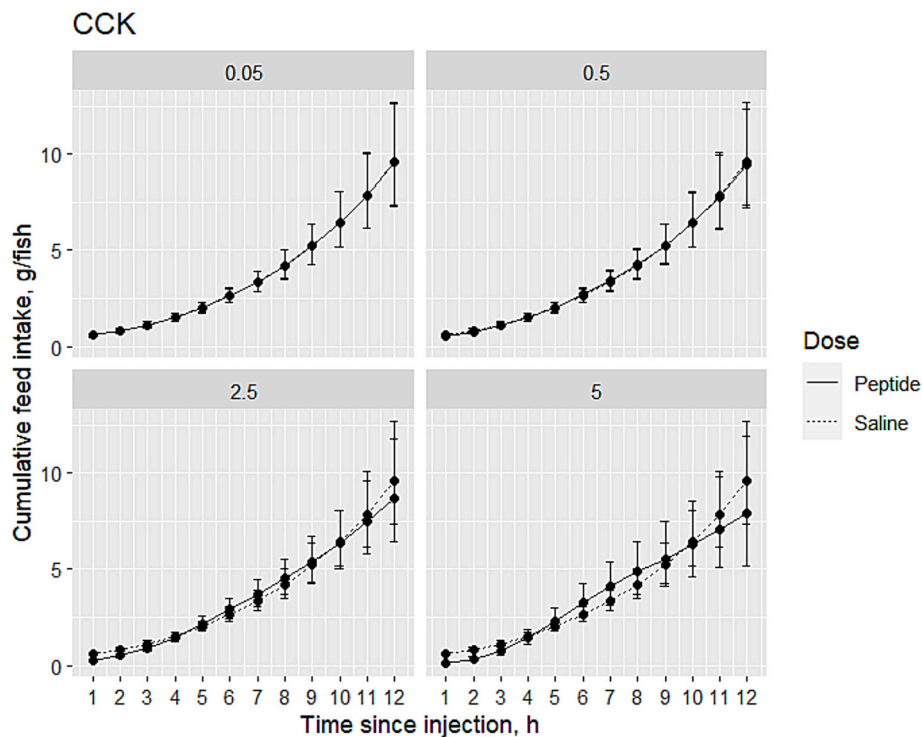 CCK
0.05
0.5
10
5
0
2.5
5
10
5
0
Cumulative feed intake, g/fish
1 2 3 4 5 6 7 8 9 10 11 12
1 2 3 4 5 6 7 8 9 10 11 12
Time since injection, h
Dose
Peptide
Saline